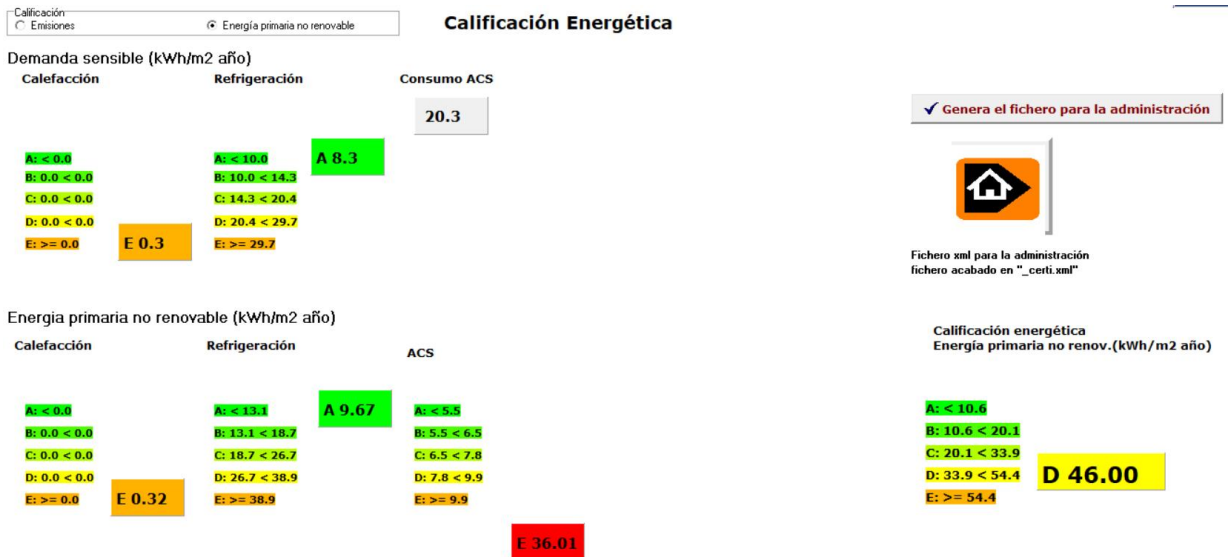 Calificación
Emisiones
Energía primaria no renovable
Calificación Energética
Demanda sensible (kWh/m2 año)
Calefacción
Refrigeración
Consumo ACS
20.3
A: < 0.0
B: 0.0 < 0.0
C: 0.0 < 0.0
D: 0.0 < 0.0
E: >= 0.0
E 0.3
A: < 10.0
B: 10.0 < 14.3
C: 14.3 < 20.4
D: 20.4 < 29.7
E: >= 29.7
A 8.3
Genera el fichero para la administración
Fichero xml para la administración
fichero acabado en "_certi.xml"
Energia primaria no renovable (kWh/m2 año)
Calefacción
Refrigeración
ACS
A: < 0.0
B: 0.0 < 0.0
C: 0.0 < 0.0
D: 0.0 < 0.0
E: >= 0.0
E 0.32
A: < 13.1
B: 13.1 < 18.7
C: 18.7 < 26.7
D: 26.7 < 38.9
E: >= 38.9
A 9.67
A: < 5.5
B: 5.5 < 6.5
C: 6.5 < 7.8
D: 7.8 < 9.9
E: >= 9.9
E 36.01
Calificación energética
Energía primaria no renov.(kWh/m2 año)
A: < 10.6
B: 10.6 < 20.1
C: 20.1 < 33.9
D: 33.9 < 54.4
E: >= 54.4
D 46.00